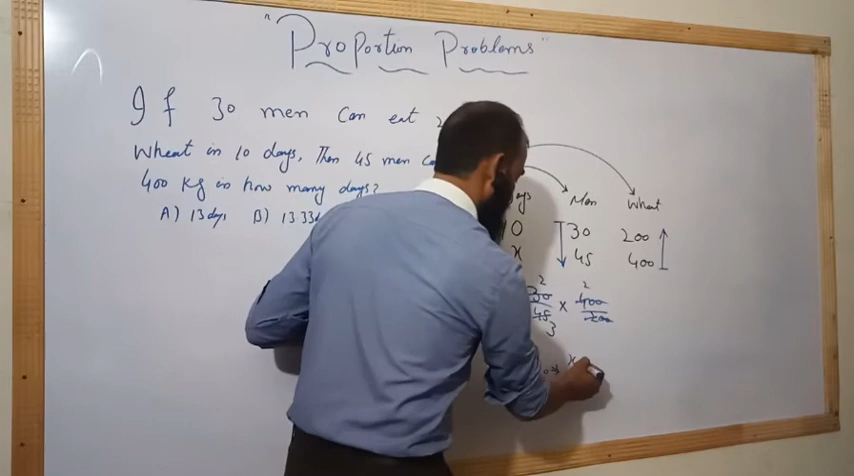 "Proportion Problems"
If 30 men can eat
Wheat in 10 days, Then 45 men
400 kg in how many days?
A) 13 days B) 13.33
Men Wheat
10 30 200
x 45 400
2 2
30/45 x 400/200
3
x